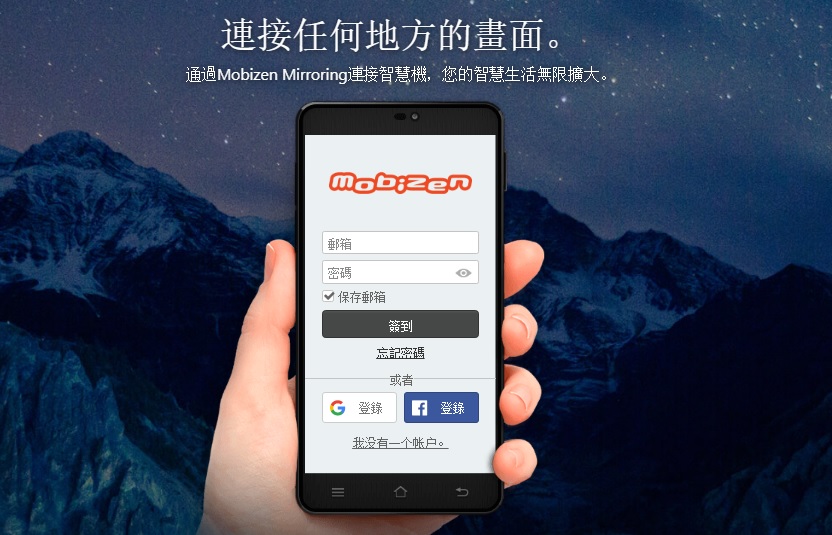 連接任何地方的畫面。
通過Mobizen Mirroring連接智慧機，您的智慧生活無限擴大。
mobizen
郵箱
密碼
保存郵箱
簽到
忘記密碼
或者
登錄 登錄
我没有一个帐户。